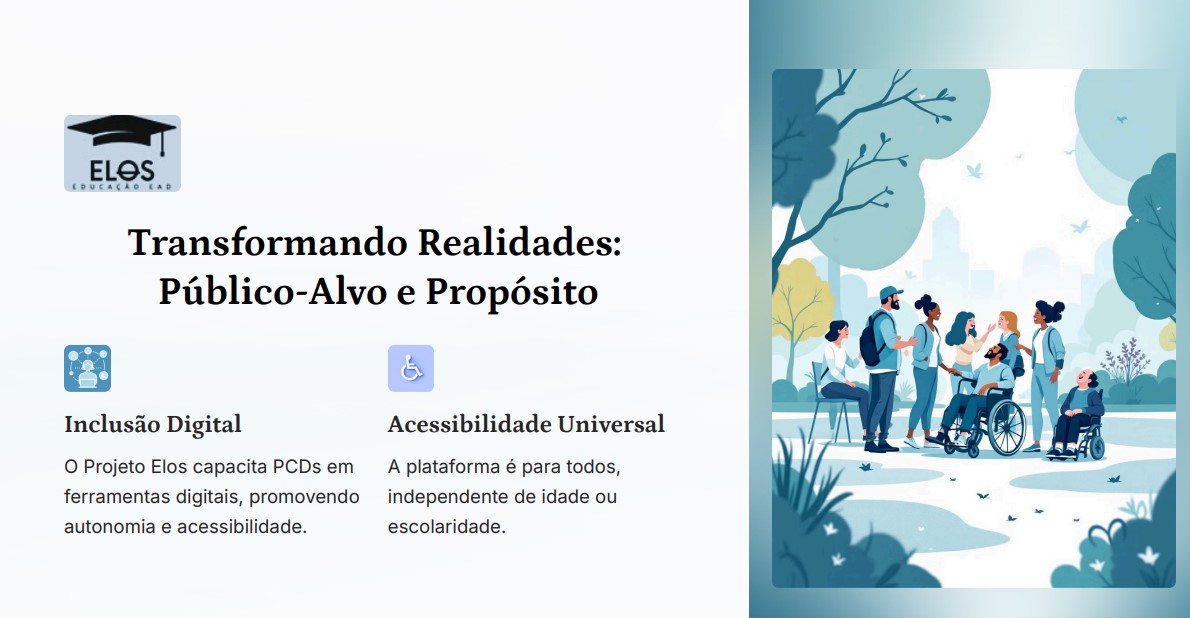 ELOS
EDUCAÇÃO EAD
Transformando Realidades:
Público-Alvo e Propósito
Inclusão Digital
O Projeto Elos capacita PCDs em
ferramentas digitais, promovendo
autonomia e acessibilidade.
Acessibilidade Universal
A plataforma é para todos,
independente de idade ou
escolaridade.